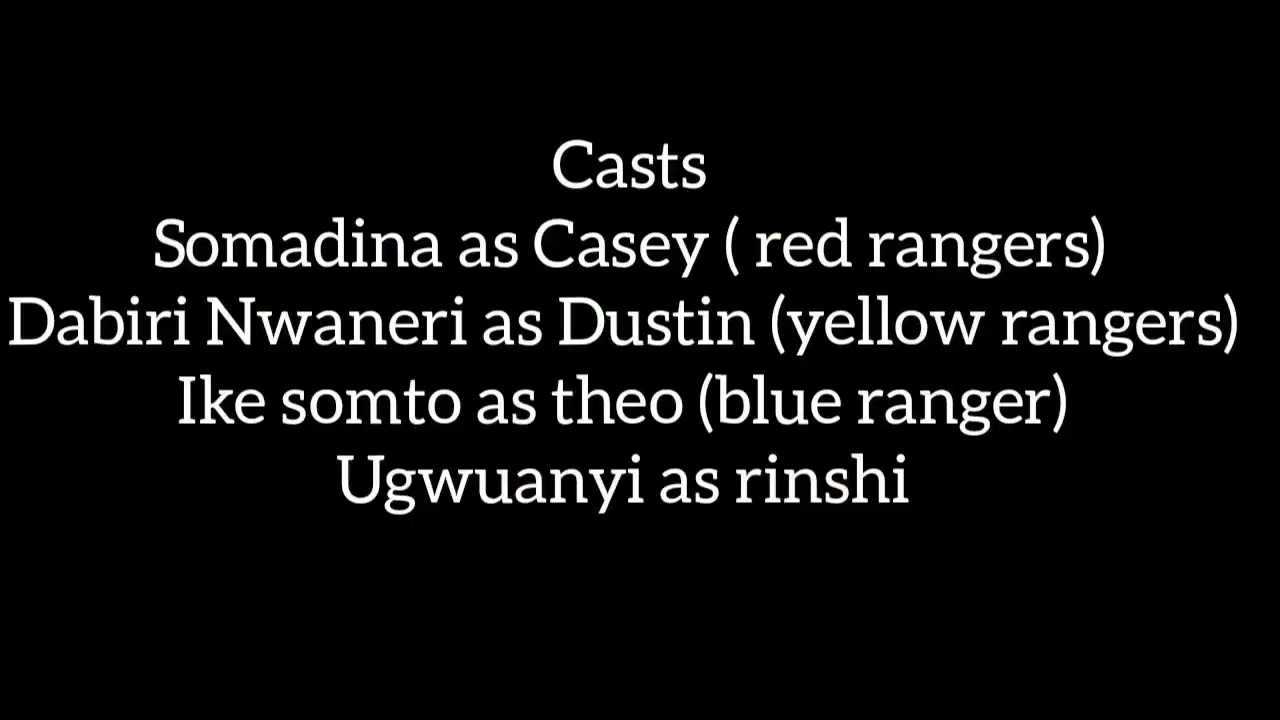 Casts
Somadina as Casey ( red rangers)
Dabiri Nwaneri as Dustin (yellow rangers)
Ike somto as theo (blue ranger)
Ugwuanyi as rinshi